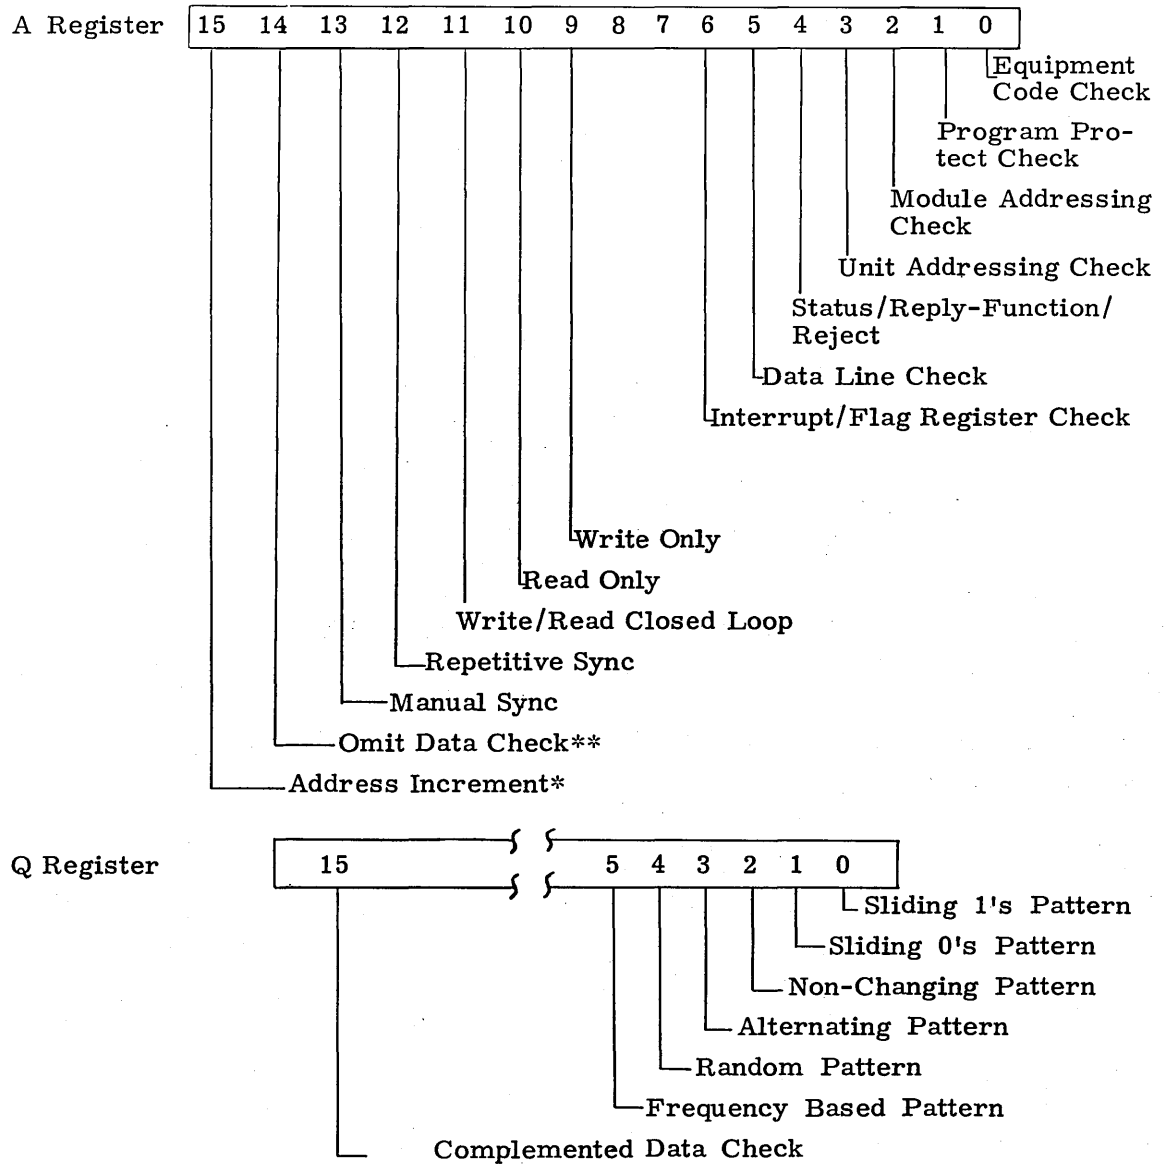 A Register 15 14 13 12 11 10 9 8 7 6 5 4 3 2 1 0
Equipment
Code Check
Program Pro-
tect Check
Module Addressing
Check
Unit Addressing Check
Status/Reply-Function/
Reject
Data Line Check
Interrupt/Flag Register Check
Write Only
Read Only
Write/Read Closed Loop
Repetitive Sync
Manual Sync
Omit Data Check**
Address Increment*
Q Register 15 5 4 3 2 1 0
Sliding 1's Pattern
Sliding 0's Pattern
Non-Changing Pattern
Alternating Pattern
Random Pattern
Frequency Based Pattern
Complemented Data Check